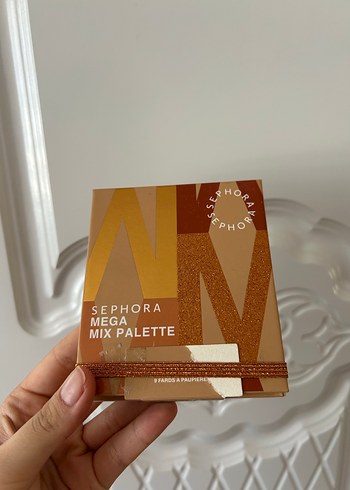 SEPHORA SEPHORA
SEPHORA
MEGA
MIX PALETTE
9 FARDS À PAUPIÈRES